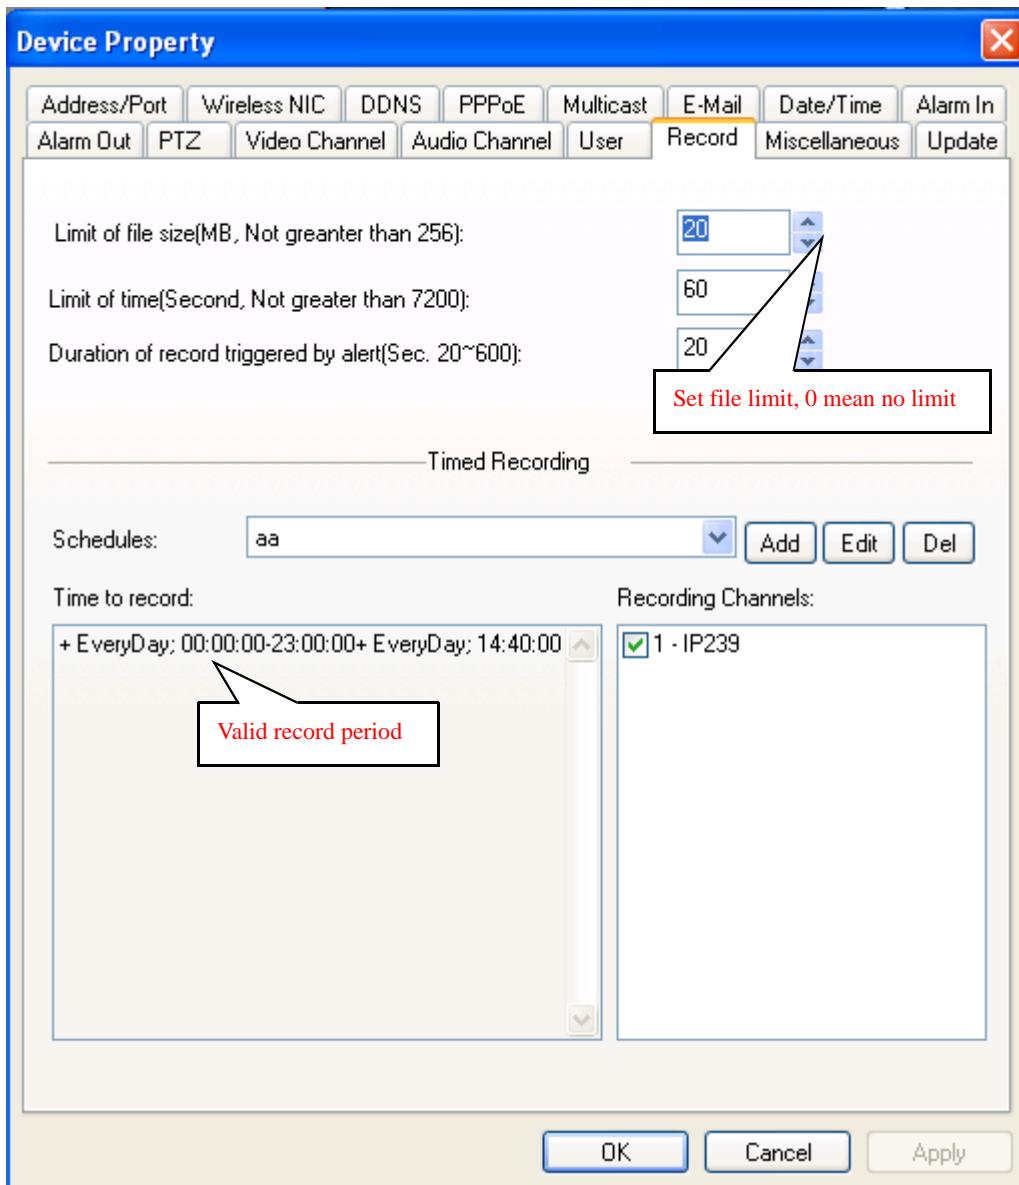 Device Property
Address/Port Wireless NIC DDNS PPPoE Multicast E-Mail Date/Time Alarm In
Alarm Out PTZ Video Channel Audio Channel User Record Miscellaneous Update
Limit of file size(MB, Not greanter than 256): 20
Limit of time(Second, Not greater than 7200): 60
Duration of record triggered by alert(Sec. 20~600): 20
Set file limit, 0 mean no limit
Timed Recording
Schedules: aa Add Edit Del
Time to record: Recording Channels:
+ EveryDay; 00:00:00-23:00:00+ EveryDay; 14:40:00 1 - IP239
Valid record period
OK Cancel Apply